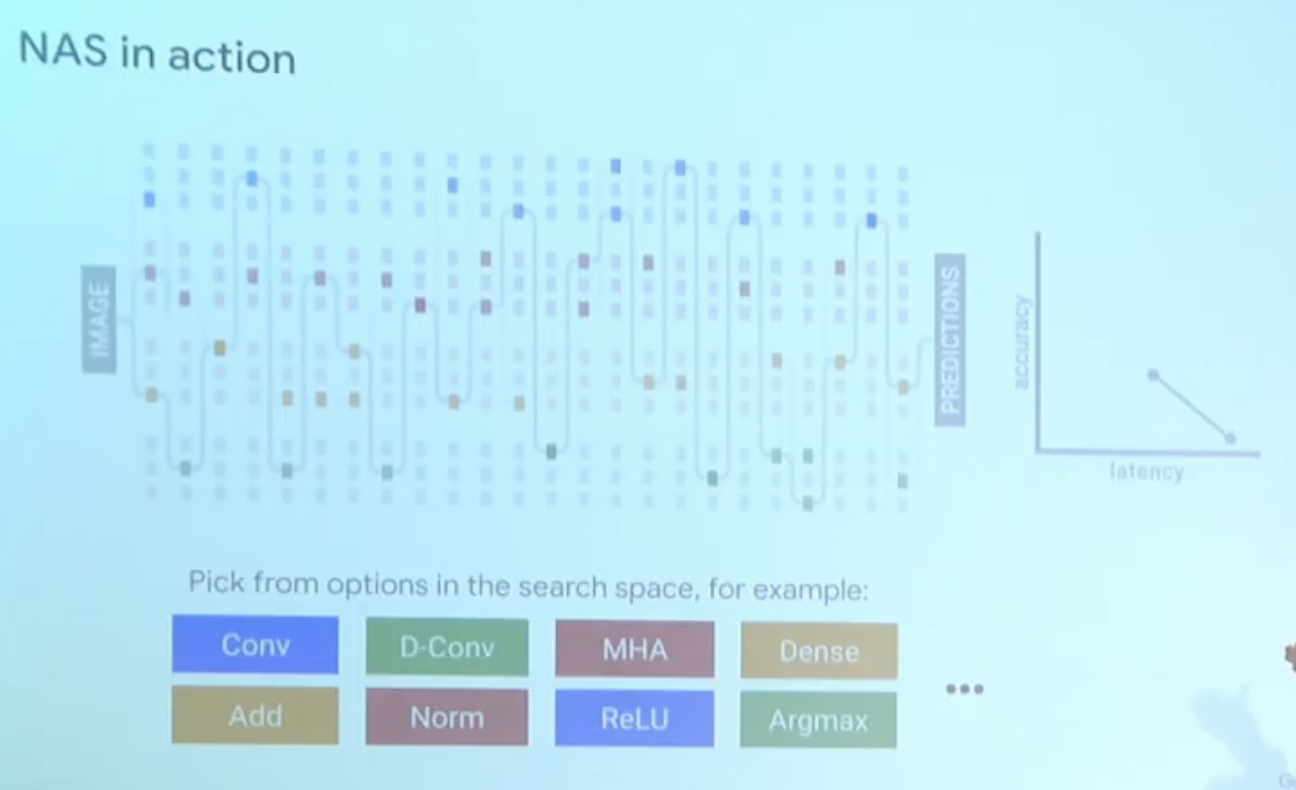 NAS in action
IMAGE
PREDICTIONS
accuracy
latency
Pick from options in the search space, for example:
Conv
D-Conv
MHA
Dense
Add
Norm
ReLU
Argmax
...